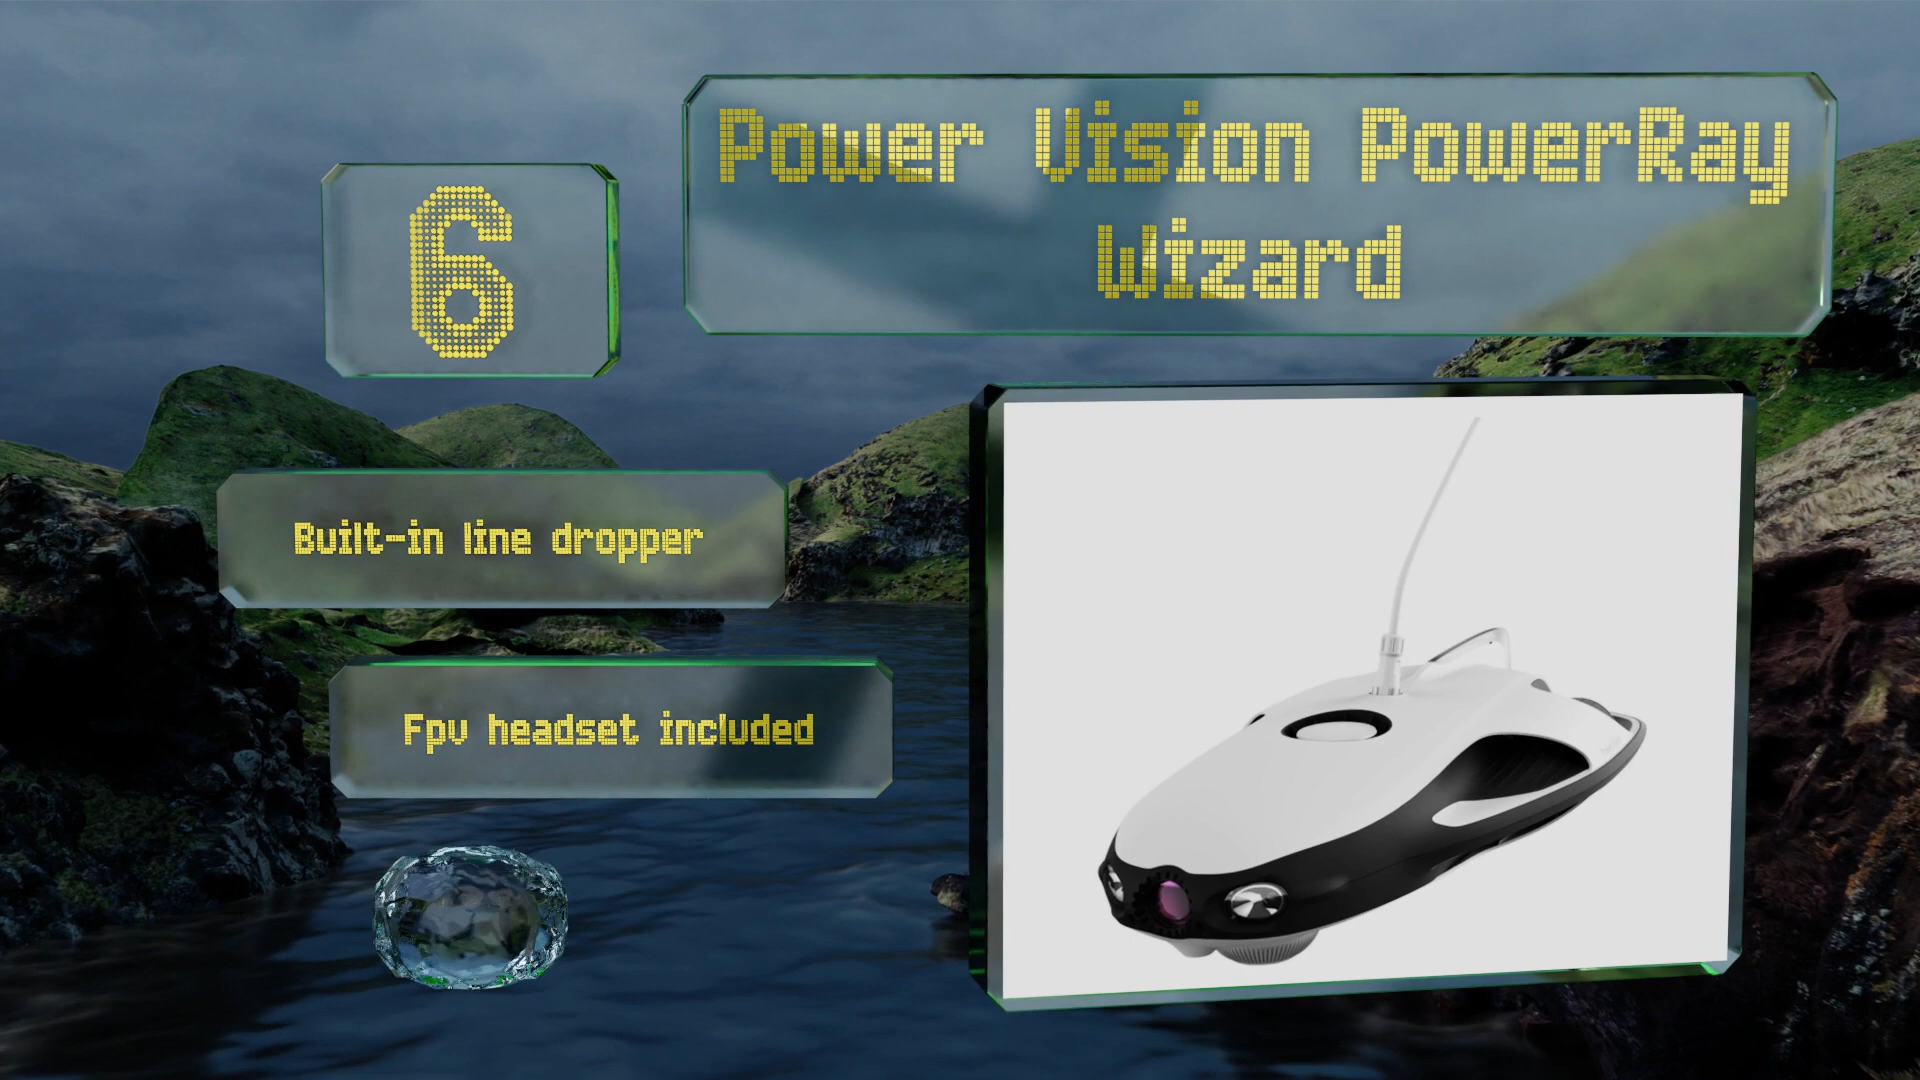 6
Power Vision PowerRay
Wizard
Built-in line dropper
Fpv headset included